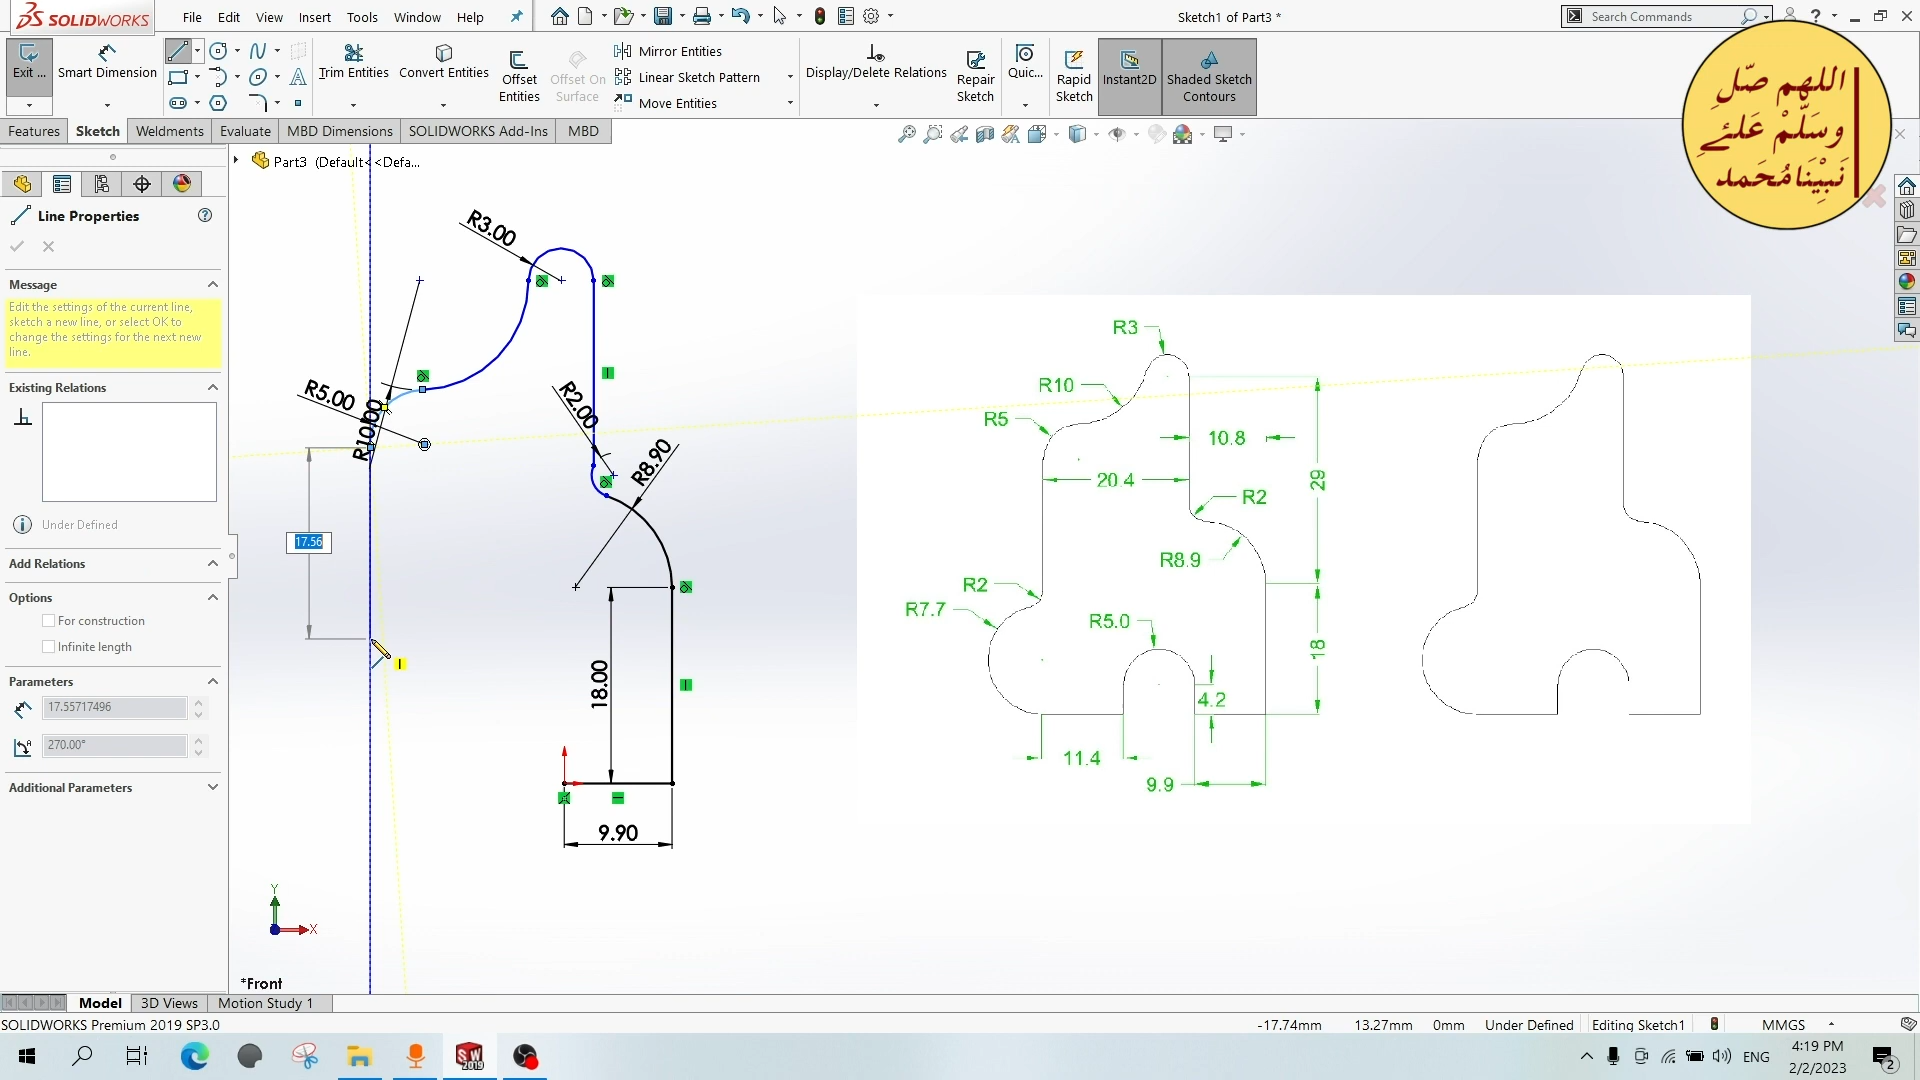 SOLIDWORKS
File
Edit
View
Insert
Tools
Window
Help
Sketch1 of Part3 *
Search Commands
Exit ...
Smart Dimension
Trim Entities
Convert Entities
Offset
Entities
Offset On
Surface
Mirror Entities
Linear Sketch Pattern
Move Entities
Display/Delete Relations
Repair
Sketch
Quic...
Rapid
Sketch
Instant2D
Shaded Sketch
Contours
Features
Sketch
Weldments
Evaluate
MBD Dimensions
SOLIDWORKS Add-Ins
MBD
اللهم صّلِ
وسَلّمْ عَلىَ
نَبْيَنَا مُحَمد
Part3 (Default< <Defa...
Line Properties
Message
Edit the settings of the current line,
sketch a new line, or select OK to
change the settings for the next new
line.
Existing Relations
Under Defined
Add Relations
Options
For construction
Infinite length
Parameters
17.55717496
270.00°
Additional Parameters
R3.00
R5.00
R10.00
R2.00
R8.90
17.56
18.00
9.90
R3
R10
R5
10.8
20.4
29
R2
R8.9
R2
R7.7
R5.0
18
4.2
11.4
9.9
Y
X
*Front
Model
3D Views
Motion Study 1
SOLIDWORKS Premium 2019 SP3.0
-17.74mm
13.27mm
0mm
Under Defined
Editing Sketch1
MMGS
SW
2019
ENG
4:19 PM
2/2/2023
2